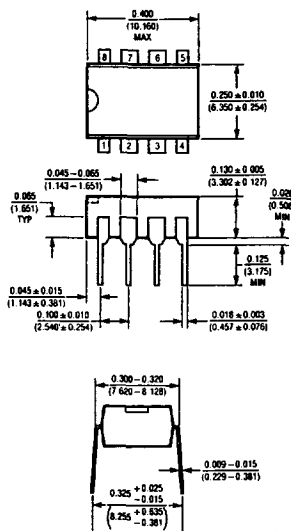 0.400
(10.160)
MAX
8 7 6 5
0.250 ± 0.010
(6.350 ± 0.254)
1 2 3 4
0.045 – 0.065
(1.143 – 1.651)
0.130 ± 0.005
(3.302 ± 0.127)
0.065
(1.651)
TYP
0.020
(0.508
MIN
0.125
(3.175)
MIN
0.045 ± 0.015
(1.143 ± 0.381)
0.100 ± 0.010
(2.540 ± 0.254)
0.018 ± 0.003
(0.457 ± 0.076)
0.300 – 0.320
(7.620 – 8.128)
0.009 – 0.015
(0.229 – 0.381)
0.325 +0.025 −0.015
(8.255 +0.635 −0.381)